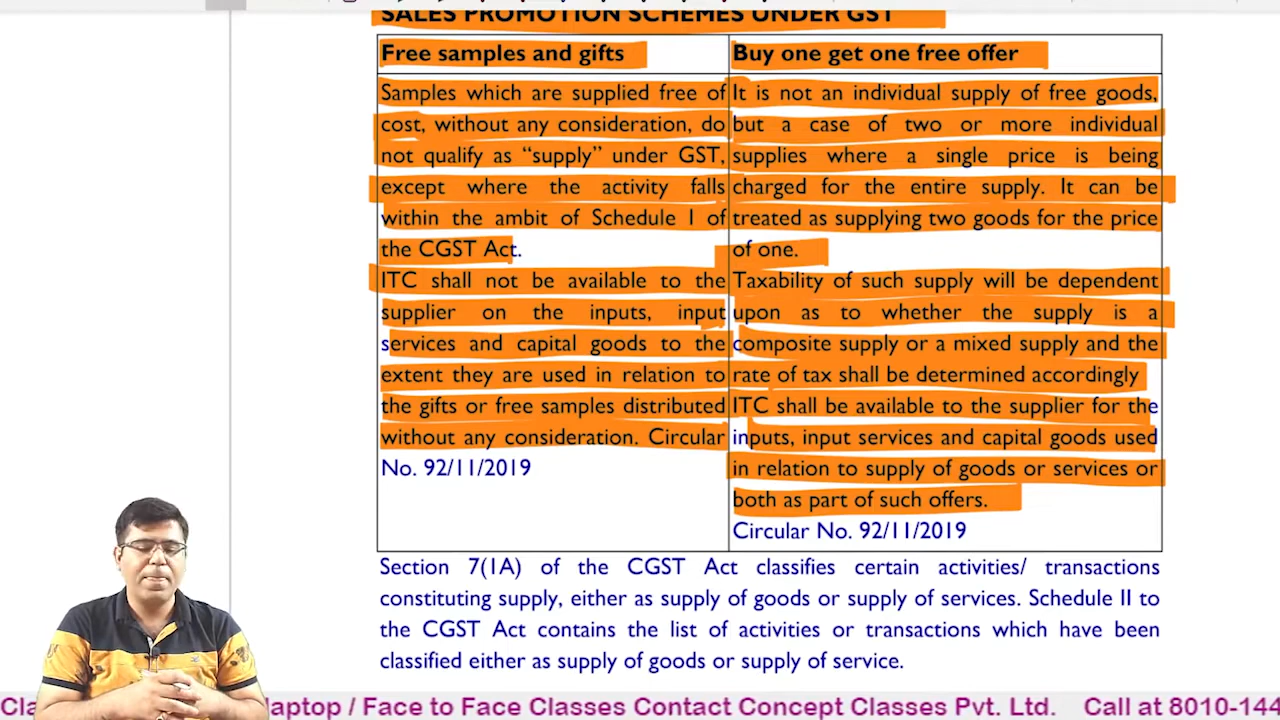 SALES PROMOTION SCHEMES UNDER GST
Free samples and gifts
Samples which are supplied free of
cost, without any consideration, do
not qualify as “supply” under GST,
except where the activity falls
within the ambit of Schedule I of
the CGST Act.
ITC shall not be available to the
supplier on the inputs, input
services and capital goods to the
extent they are used in relation to
the gifts or free samples distributed
without any consideration. Circular
No. 92/11/2019
Buy one get one free offer
It is not an individual supply of free goods,
but a case of two or more individual
supplies where a single price is being
charged for the entire supply. It can be
treated as supplying two goods for the price
of one.
Taxability of such supply will be dependent
upon as to whether the supply is a
composite supply or a mixed supply and the
rate of tax shall be determined accordingly
ITC shall be available to the supplier for the
inputs, input services and capital goods used
in relation to supply of goods or services or
both as part of such offers.
Circular No. 92/11/2019
Section 7(1A) of the CGST Act classifies certain activities/ transactions
constituting supply, either as supply of goods or supply of services. Schedule II to
the CGST Act contains the list of activities or transactions which have been
classified either as supply of goods or supply of service.
Cla laptop / Face to Face Classes Contact Concept Classes Pvt. Ltd. Call at 8010-144